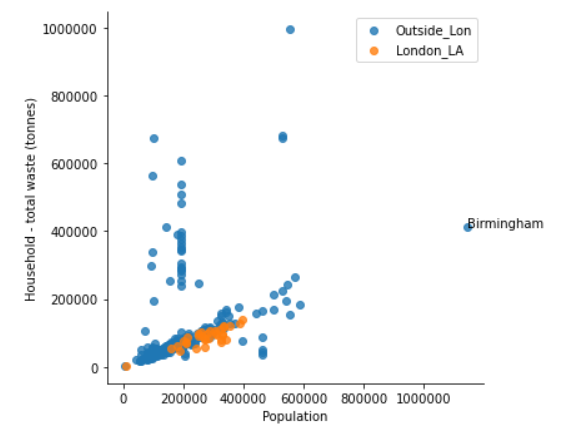 Outside_Lon
London_LA
1000000
800000
600000
400000
200000
0
Household - total waste (tonnes)
Birmingham
0
200000
400000
600000
800000
1000000
Population